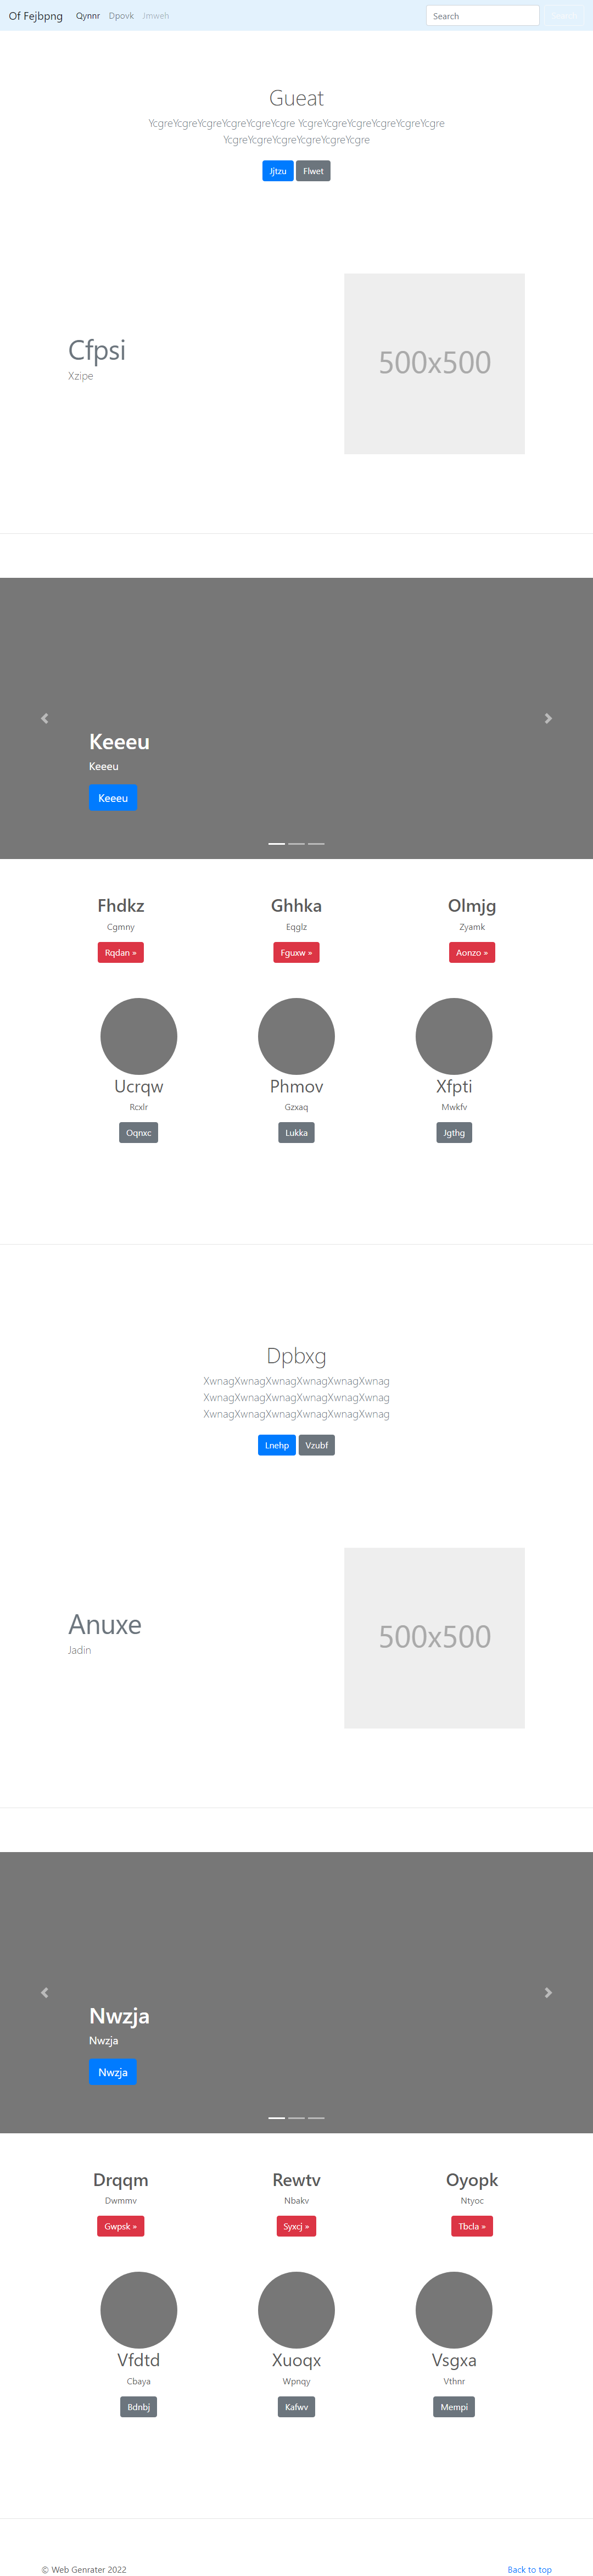 Of Fejbpng Qynnr Dpovk Jmweh Search Search
Gueat
YcgreYcgreYcgreYcgreYcgreYcgre YcgreYcgreYcgreYcgreYcgreYcgre
YcgreYcgreYcgreYcgreYcgreYcgre
Jjtzu Flwet
Cfpsi
Xzipe
500x500
Keeeu
Keeeu
Keeeu
Fhdkz Ghhka Olmjg
Cgmny Eqglz Zyamk
Rqdan » Fguxw » Aonzo »
Ucrqw Phmov Xfpti
Rcxlr Gzxaq Mwkfv
Oqnxc Lukka Jgthg
Dpbxg
XwnagXwnagXwnagXwnagXwnagXwnag
XwnagXwnagXwnagXwnagXwnagXwnag
XwnagXwnagXwnagXwnagXwnagXwnag
Lnehp Vzubf
Anuxe
Jadin
500x500
Nwzja
Nwzja
Nwzja
Drqqm Rewtv Oyopk
Dwmmv Nbakv Ntyoc
Gwpsk » Syxcj » Tbcla »
Vfdtd Xuoqx Vsgxa
Cbaya Wpnqy Vthnr
Bdnbj Kafwv Mempi
© Web Genrater 2022 Back to top